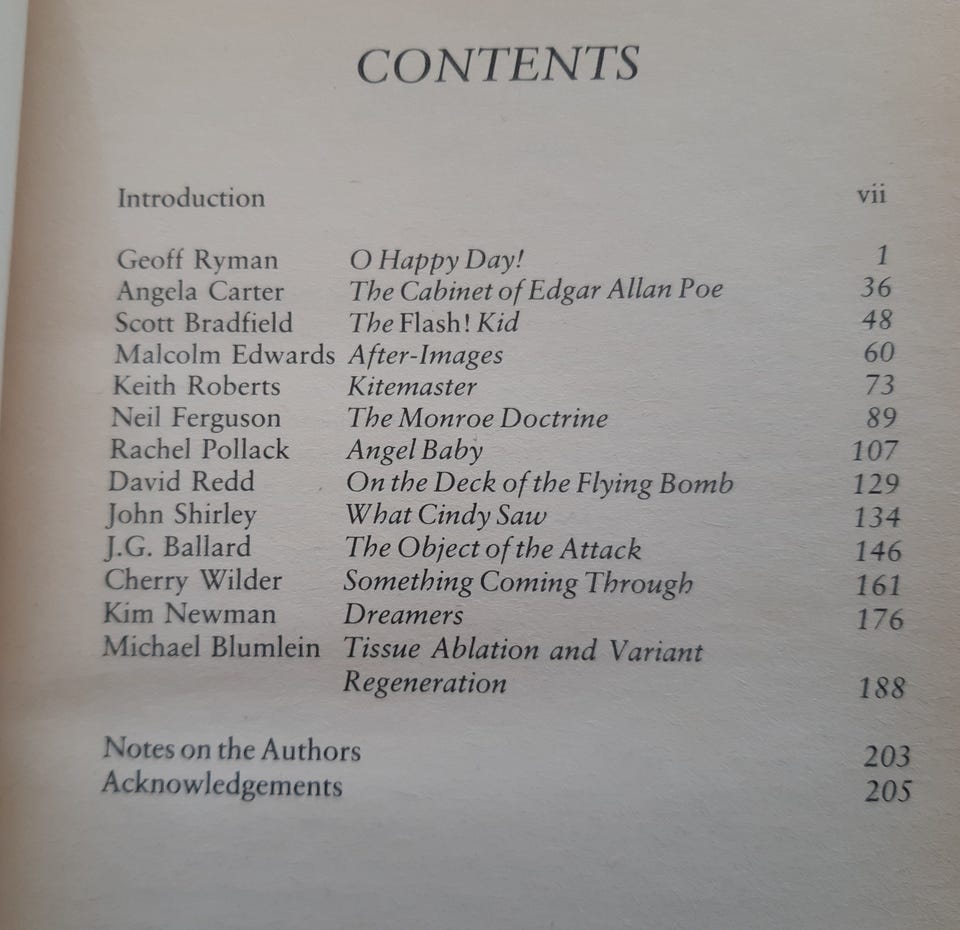 CONTENTS
Introduction vii
Geoff Ryman O Happy Day! 1
Angela Carter The Cabinet of Edgar Allan Poe 36
Scott Bradfield The Flash! Kid 48
Malcolm Edwards After-Images 60
Keith Roberts Kitemaster 73
Neil Ferguson The Monroe Doctrine 89
Rachel Pollack Angel Baby 107
David Redd On the Deck of the Flying Bomb 129
John Shirley What Cindy Saw 134
J.G. Ballard The Object of the Attack 146
Cherry Wilder Something Coming Through 161
Kim Newman Dreamers 176
Michael Blumlein Tissue Ablation and Variant
Regeneration 188
Notes on the Authors 203
Acknowledgements 205